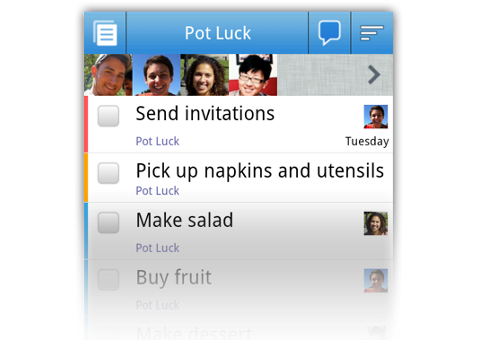 Pot Luck
Send invitations
Pot Luck
Tuesday
Pick up napkins and utensils
Pot Luck
Make salad
Pot Luck
Buy fruit
Pot Luck
Make dessert